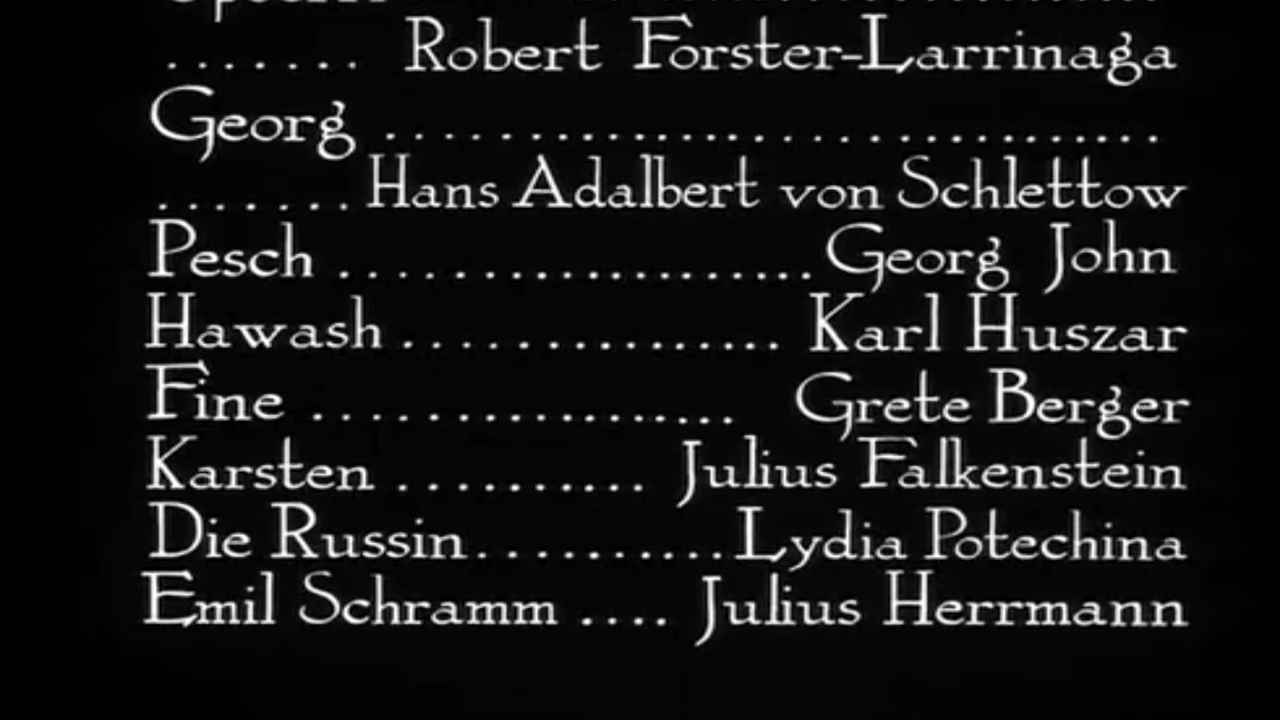 ....... Robert Forster-Larrinaga
Georg ...........................
.......Hans Adalbert von Schlettow
Pesch .................Georg John
Hawash .............. Karl Huszar
Fine ............... Grete Berger
Karsten ......... Julius Falkenstein
Die Russin.........Lydia Potechina
Emil Schramm .... Julius Herrmann